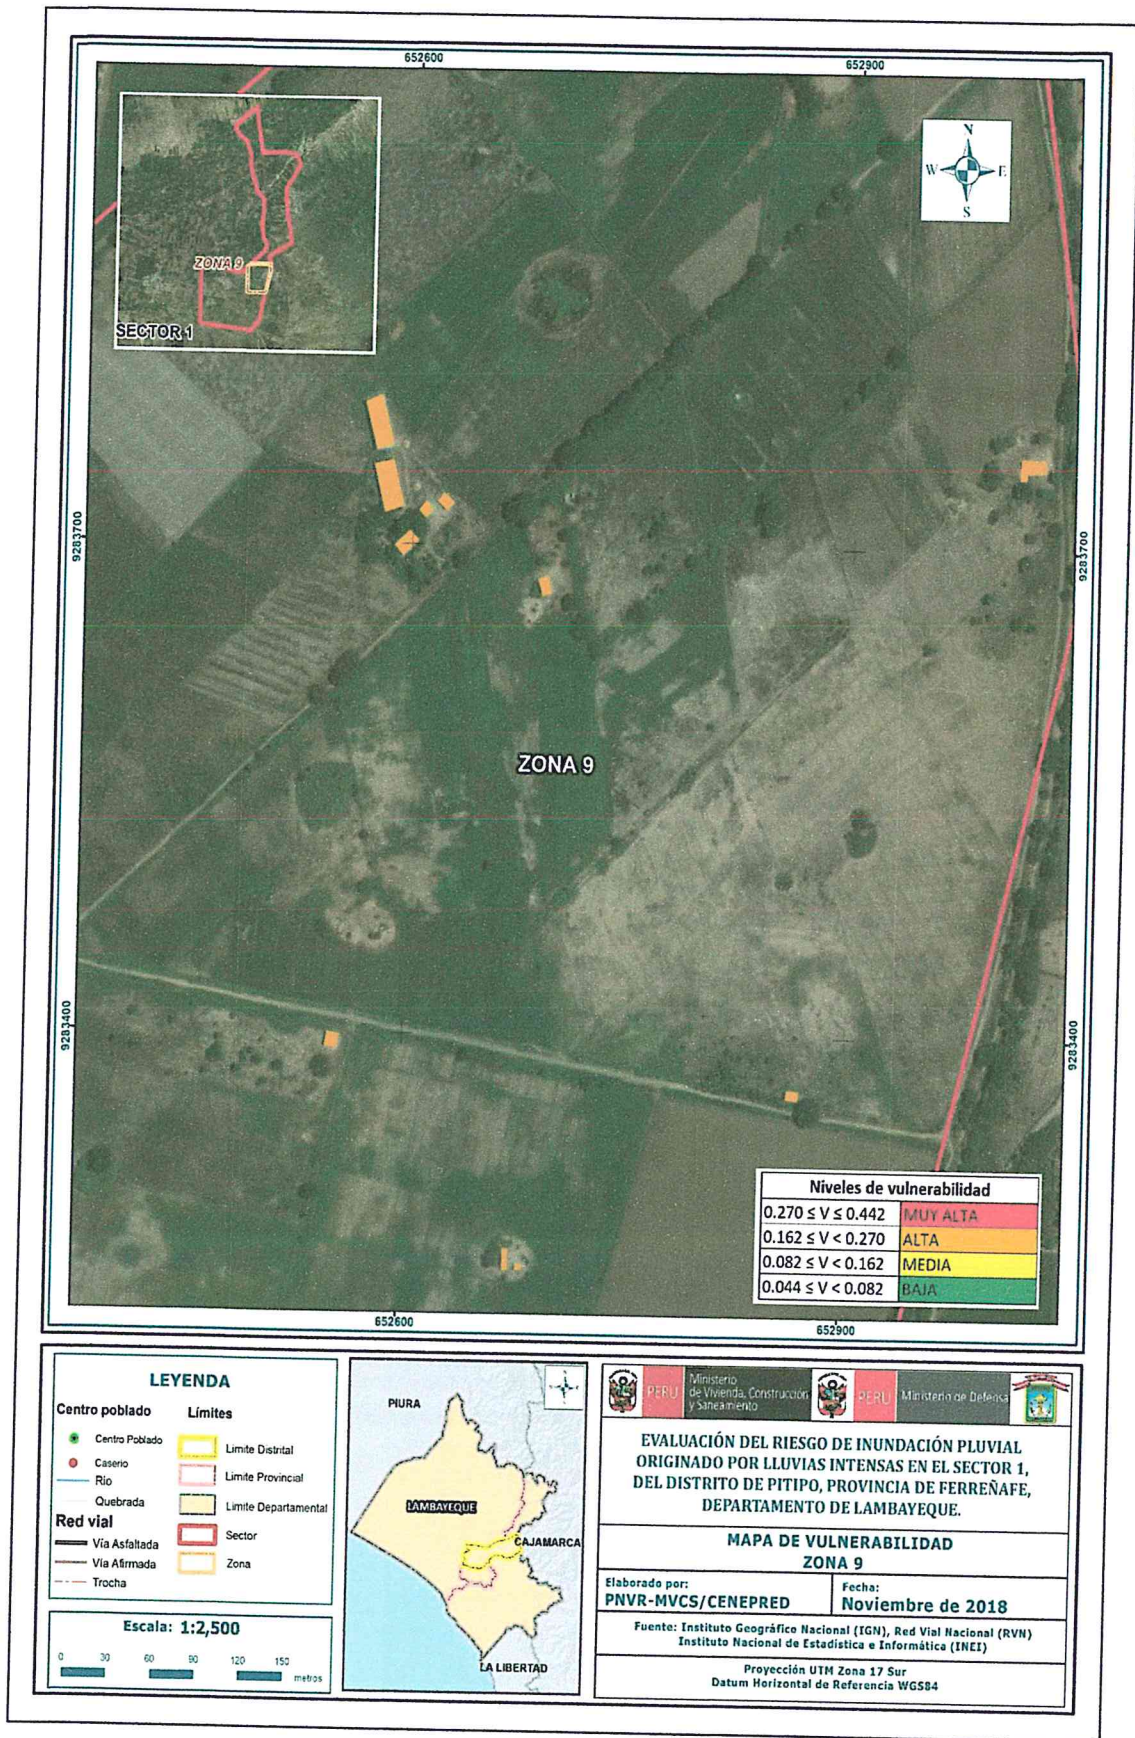 652600
652900
N
W
E
S
ZONA 9
SECTOR 1
9283700
9283700
ZONA 9
9283400
9283400
Niveles de vulnerabilidad
0.270 ≤ V ≤ 0.442 MUY ALTA
0.162 ≤ V < 0.270 ALTA
0.082 ≤ V < 0.162 MEDIA
0.044 ≤ V < 0.082 BAJA
652600
652900
LEYENDA
Centro poblado
Límites
Centro Poblado
Limite Distrital
Caserio
Limite Provincial
Río
Quebrada
Limite Departamental
Red vial
Sector
Vía Asfaltada
Vía Afirmada
Zona
Trocha
Escala: 1:2,500
0 30 60 90 120 150
metros
PIURA
LAMBAYEQUE
CAJAMARCA
LA LIBERTAD
PERÚ
Ministerio
de Vivienda, Construcción
y Saneamiento
PERÚ
Ministerio de Defensa
EVALUACIÓN DEL RIESGO DE INUNDACIÓN PLUVIAL
ORIGINADO POR LLUVIAS INTENSAS EN EL SECTOR 1,
DEL DISTRITO DE PITIPO, PROVINCIA DE FERREÑAFE,
DEPARTAMENTO DE LAMBAYEQUE.
MAPA DE VULNERABILIDAD
ZONA 9
Elaborado por:
PNVR-MVCS/CENEPRED
Fecha:
Noviembre de 2018
Fuente: Instituto Geográfico Nacional (IGN), Red Vial Nacional (RVN)
Instituto Nacional de Estadística e Informática (INEI)
Proyección UTM Zona 17 Sur
Datum Horizontal de Referencia WGS84